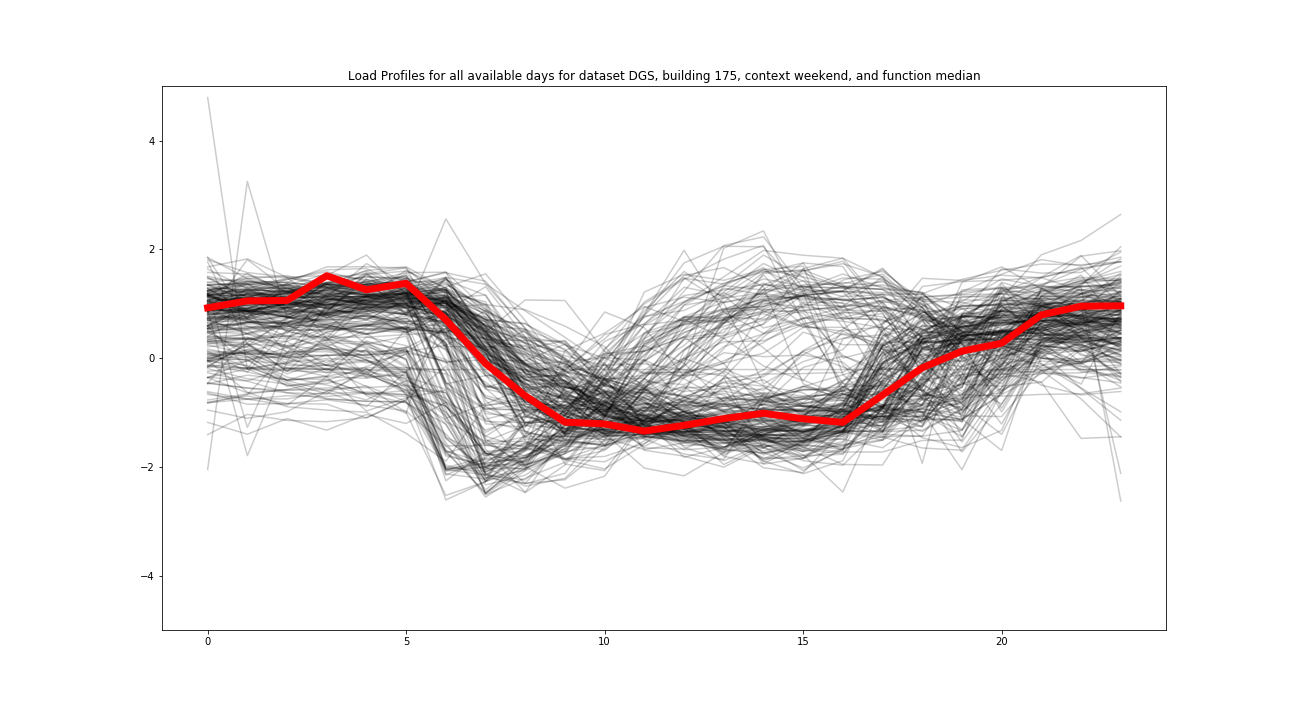 Load Profiles for all available days for dataset DGS, building 175, context weekend, and function median
4
2
0
−2
−4
0 5 10 15 20